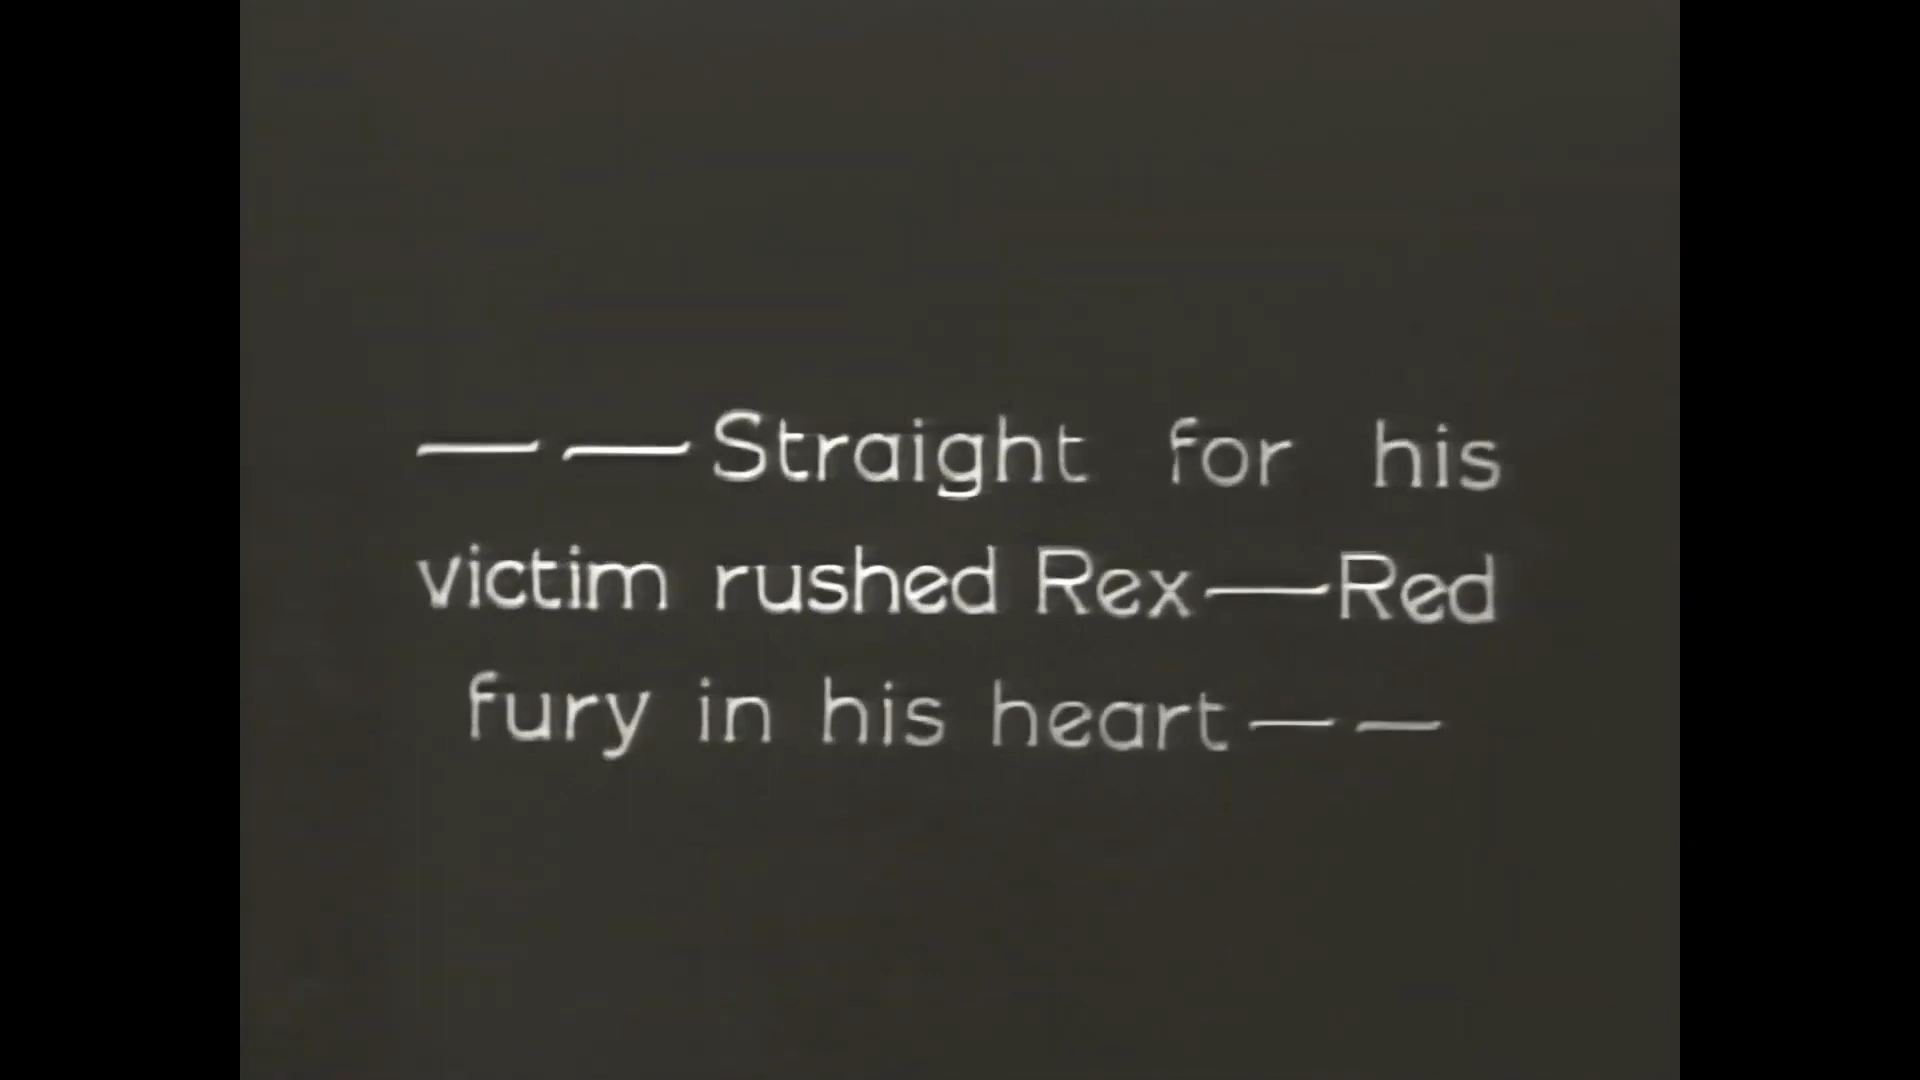 — — Straight for his
victim rushed Rex — Red
fury in his heart — —